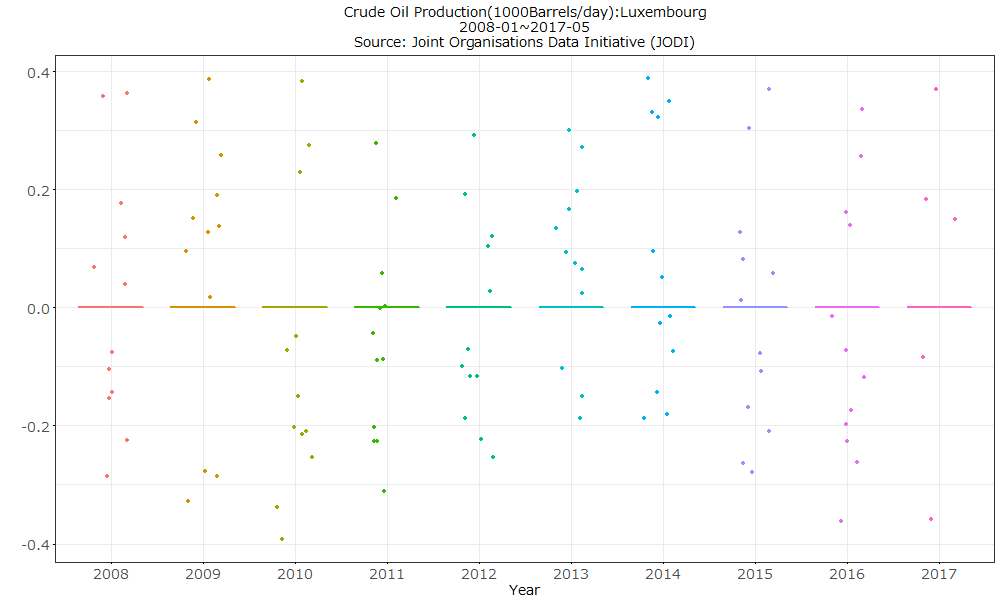 Crude Oil Production(1000Barrels/day):Luxembourg
2008-01~2017-05
Source: Joint Organisations Data Initiative (JODI)
0.4
0.2
0.0
-0.2
-0.4
2008 2009 2010 2011 2012 2013 2014 2015 2016 2017
Year